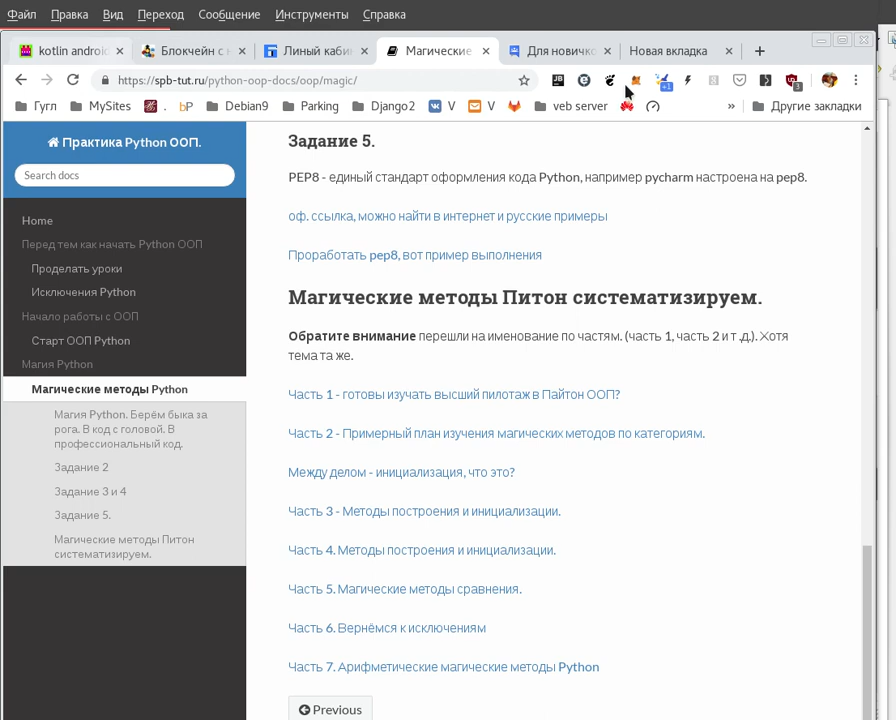 Файл Правка Вид Переход Сообщение Инструменты Справка
kotlin android Блокчейн с н Линый кабин Магические Для новичко Новая вкладка
https://spb-tut.ru/python-oop-docs/oop/magic/
Гугл MySites . bP Debian9 Parking Django2 V V veb server » Другие закладки
Практика Python ООП.
Search docs
Home
Перед тем как начать Python ООП
Проделать уроки
Исключения Python
Начало работы с ООП
Старт ООП Python
Магия Python
Магические методы Python
Магия Python. Берём быка за
рога. В код с головой. В
профессиональный код.
Задание 2
Задание 3 и 4
Задание 5.
Магические методы Питон
систематизируем.
Задание 5.
PEP8 - единый стандарт оформления кода Python, например pycharm настроена на pep8.
оф. ссылка, можно найти в интернет и русские примеры
Проработать pep8, вот пример выполнения
Магические методы Питон систематизируем.
Обратите внимание перешли на именование по частям. (часть 1, часть 2 и т .д.). Хотя
тема та же.
Часть 1 - готовы изучать высший пилотаж в Пайтон ООП?
Часть 2 - Примерный план изучения магических методов по категориям.
Между делом - инициализация, что это?
Часть 3 - Методы построения и инициализации.
Часть 4. Методы построения и инициализации.
Часть 5. Магические методы сравнения.
Часть 6. Вернёмся к исключениям
Часть 7. Арифметические магические методы Python
Previous